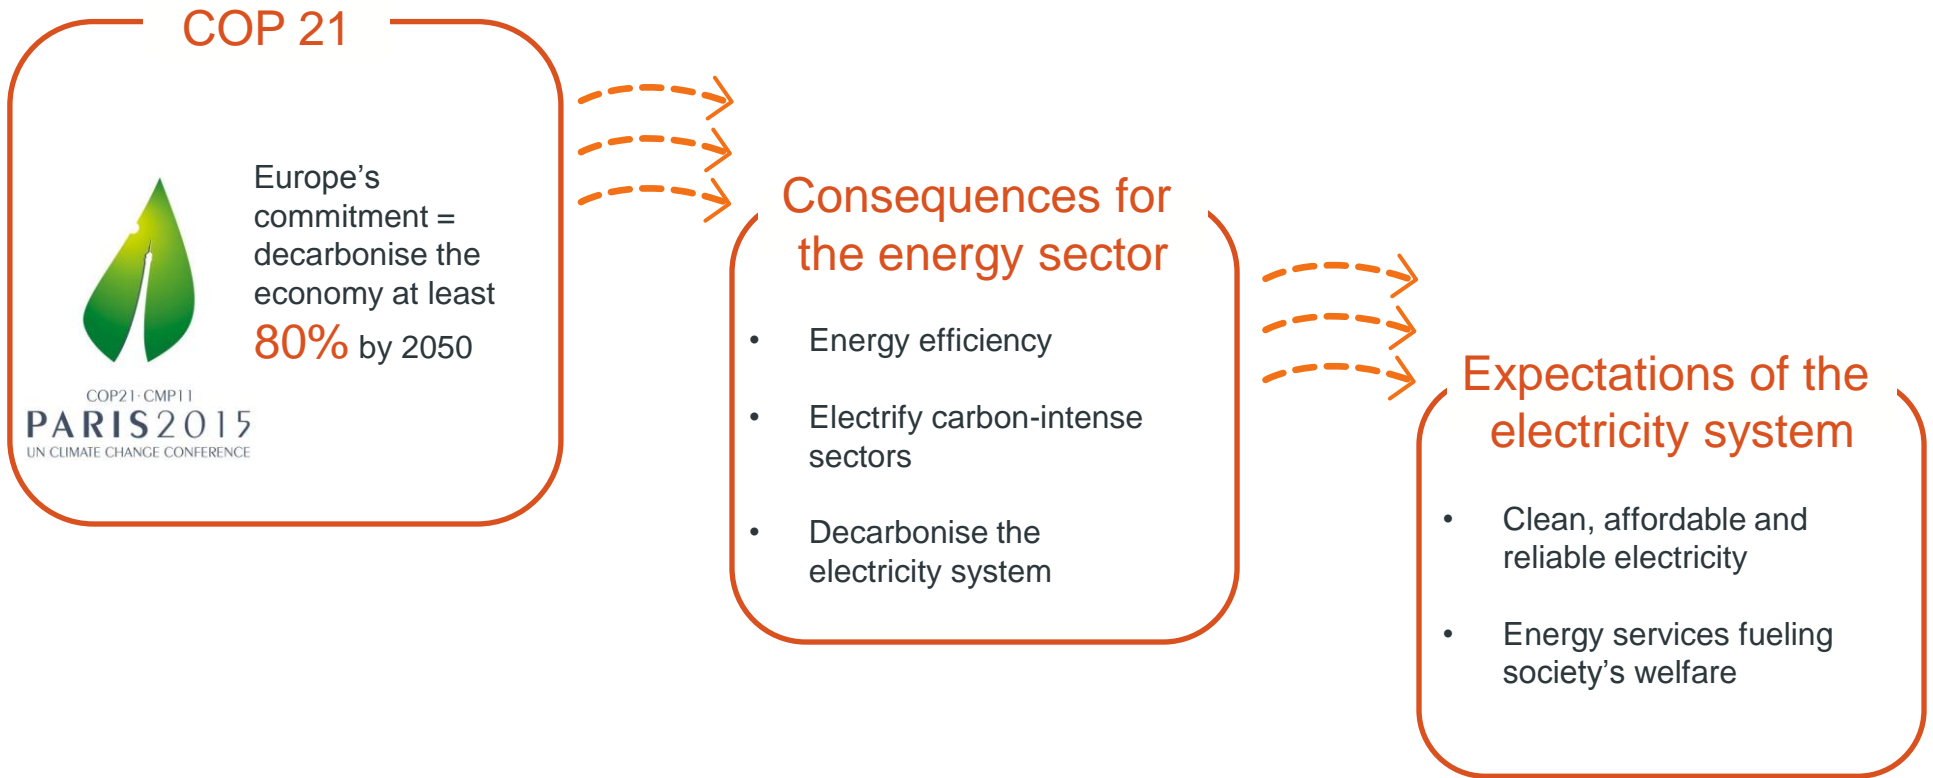 COP 21
Europe's
commitment =
decarbonise the
economy at least
80% by 2050
COP21·CMP11
PARIS2015
UN CLIMATE CHANGE CONFERENCE
Consequences for
the energy sector
• Energy efficiency
• Electrify carbon-intense
sectors
• Decarbonise the
electricity system
Expectations of the
electricity system
• Clean, affordable and
reliable electricity
• Energy services fueling
society's welfare